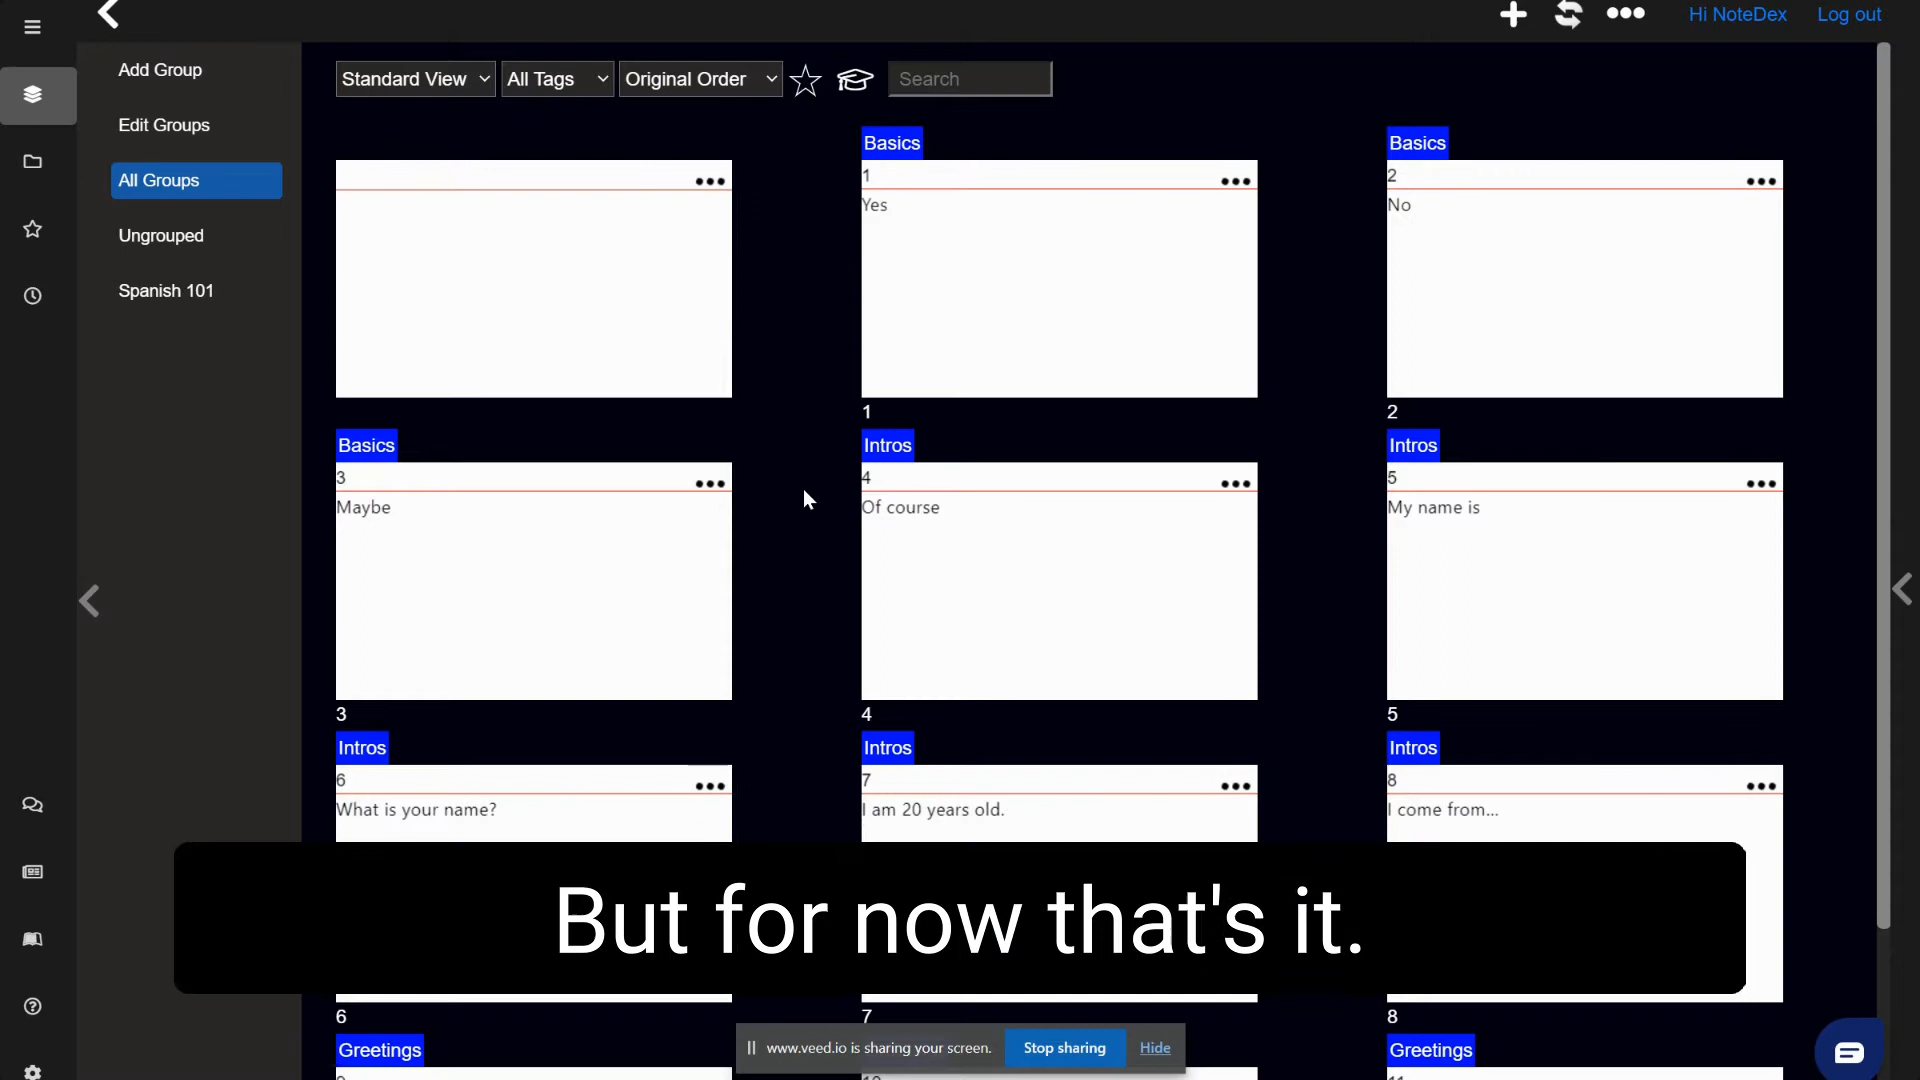 Hi NoteDex Log out
Add Group
Edit Groups
All Groups
Ungrouped
Spanish 101
Standard View All Tags Original Order Search
Basics Basics
1 2
Yes No
1 2
Basics Intros Intros
3 4 5
Maybe Of course My name is
3 4 5
Intros Intros Intros
6 7 8
What is your name? I am 20 years old. I come from...
But for now that's it.
6 7 8
Greetings Greetings
www.veed.io is sharing your screen. Stop sharing Hide